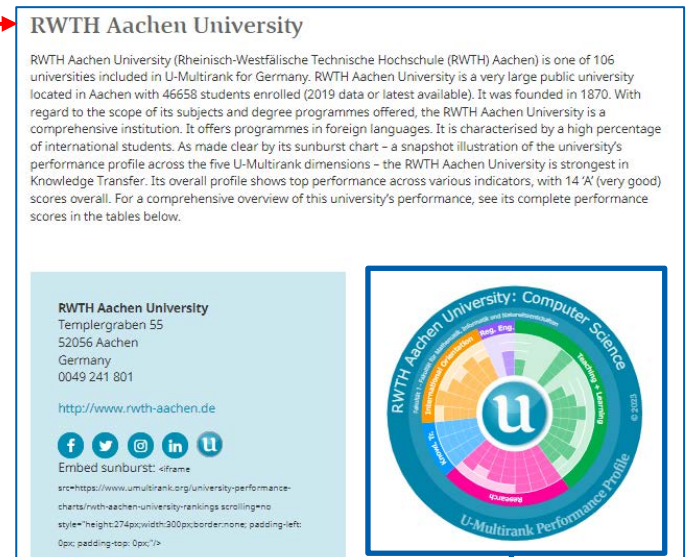 RWTH Aachen University
RWTH Aachen University (Rheinisch-Westfälische Technische Hochschule (RWTH) Aachen) is one of 106
universities included in U-Multirank for Germany. RWTH Aachen University is a very large public university
located in Aachen with 46658 students enrolled (2019 data or latest available). It was founded in 1870. With
regard to the scope of its subjects and degree programmes offered, the RWTH Aachen University is a
comprehensive institution. It offers programmes in foreign languages. It is characterised by a high percentage
of international students. As made clear by its sunburst chart – a snapshot illustration of the university's
performance profile across the five U-Multirank dimensions – the RWTH Aachen University is strongest in
Knowledge Transfer. Its overall profile shows top performance across various indicators, with 14 'A' (very good)
scores overall. For a comprehensive overview of this university's performance, see its complete performance
scores in the tables below.
RWTH Aachen University
Templergraben 55
52056 Aachen
Germany
0049 241 801
http://www.rwth-aachen.de
Embed sunburst: <iframe
src=https://www.umultirank.org/university-performance-
charts/rwth-aachen-university-rankings scrolling=no
style="height:274px;width:300px;border:none; padding-left:
0px; padding-top: 0px;"/>
RWTH Aachen University: Computer Science
Fakultät 1 - Fakultät für Mathematik, Informatik und Naturwissenschaften
Teaching & Learning
Research
Knowl. Tr.
International Orientation
Reg. Eng.
u
© 2023
U-Multirank Performance Profile